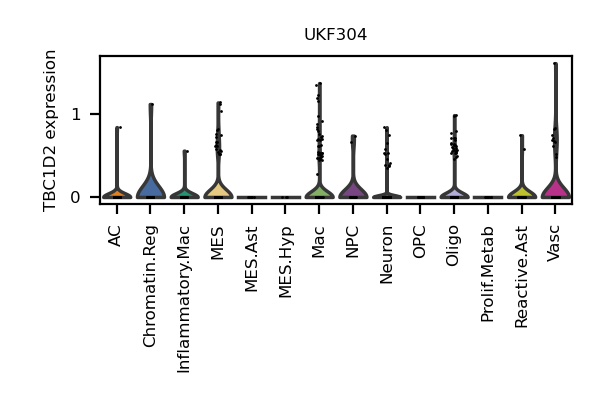 UKF304
TBC1D2 expression
1
0
AC
Chromatin.Reg
Inflammatory.Mac
MES
MES.Ast
MES.Hyp
Mac
NPC
Neuron
OPC
Oligo
Prolif.Metab
Reactive.Ast
Vasc